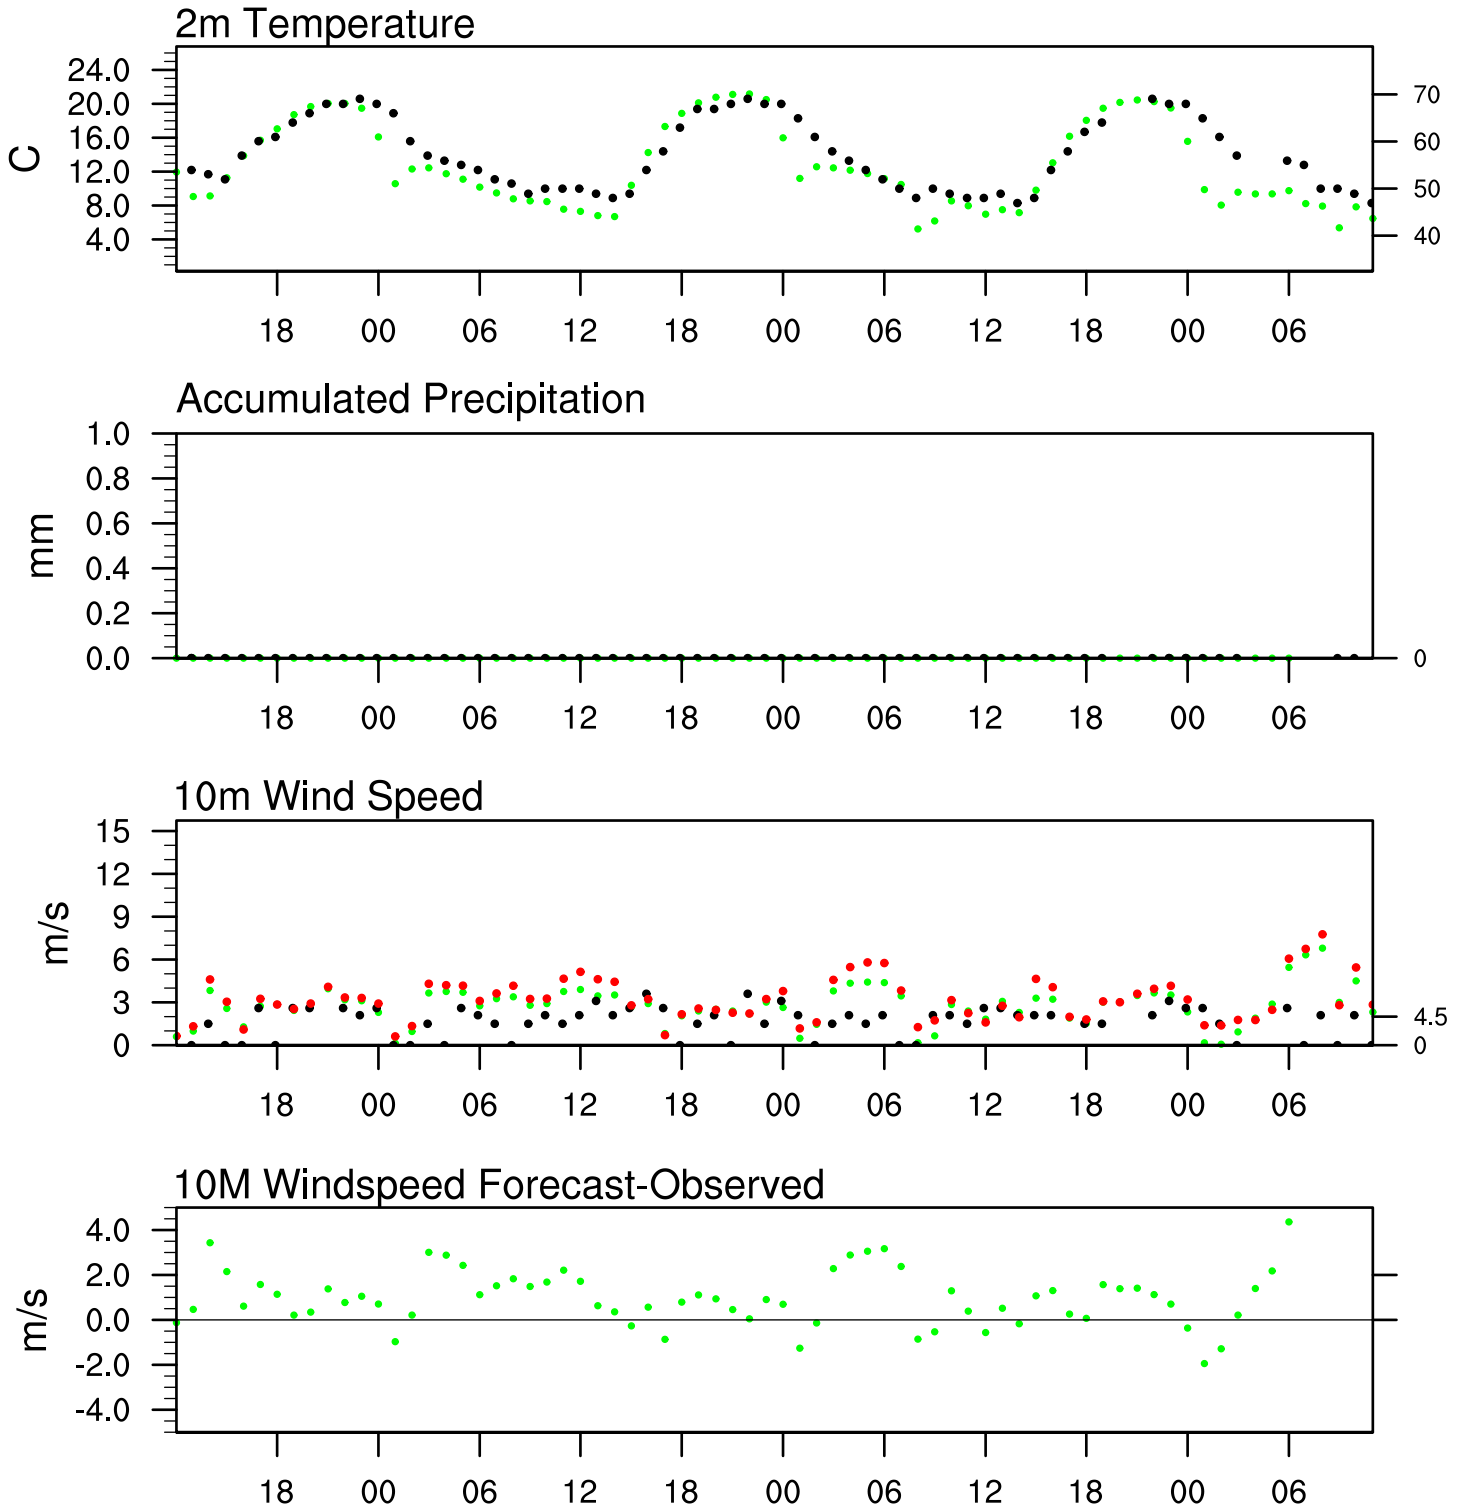 2m Temperature
24.0
20.0
16.0
12.0
8.0
4.0
C
70
60
50
40
18 00 06 12 18 00 06 12 18 00 06
Accumulated Precipitation
1.0
0.8
0.6
0.4
0.2
0.0
mm
0
18 00 06 12 18 00 06 12 18 00 06
10m Wind Speed
15
12
9
6
3
0
m/s
4.5
0
18 00 06 12 18 00 06 12 18 00 06
10M Windspeed Forecast-Observed
4.0
2.0
0.0
-2.0
-4.0
m/s
18 00 06 12 18 00 06 12 18 00 06